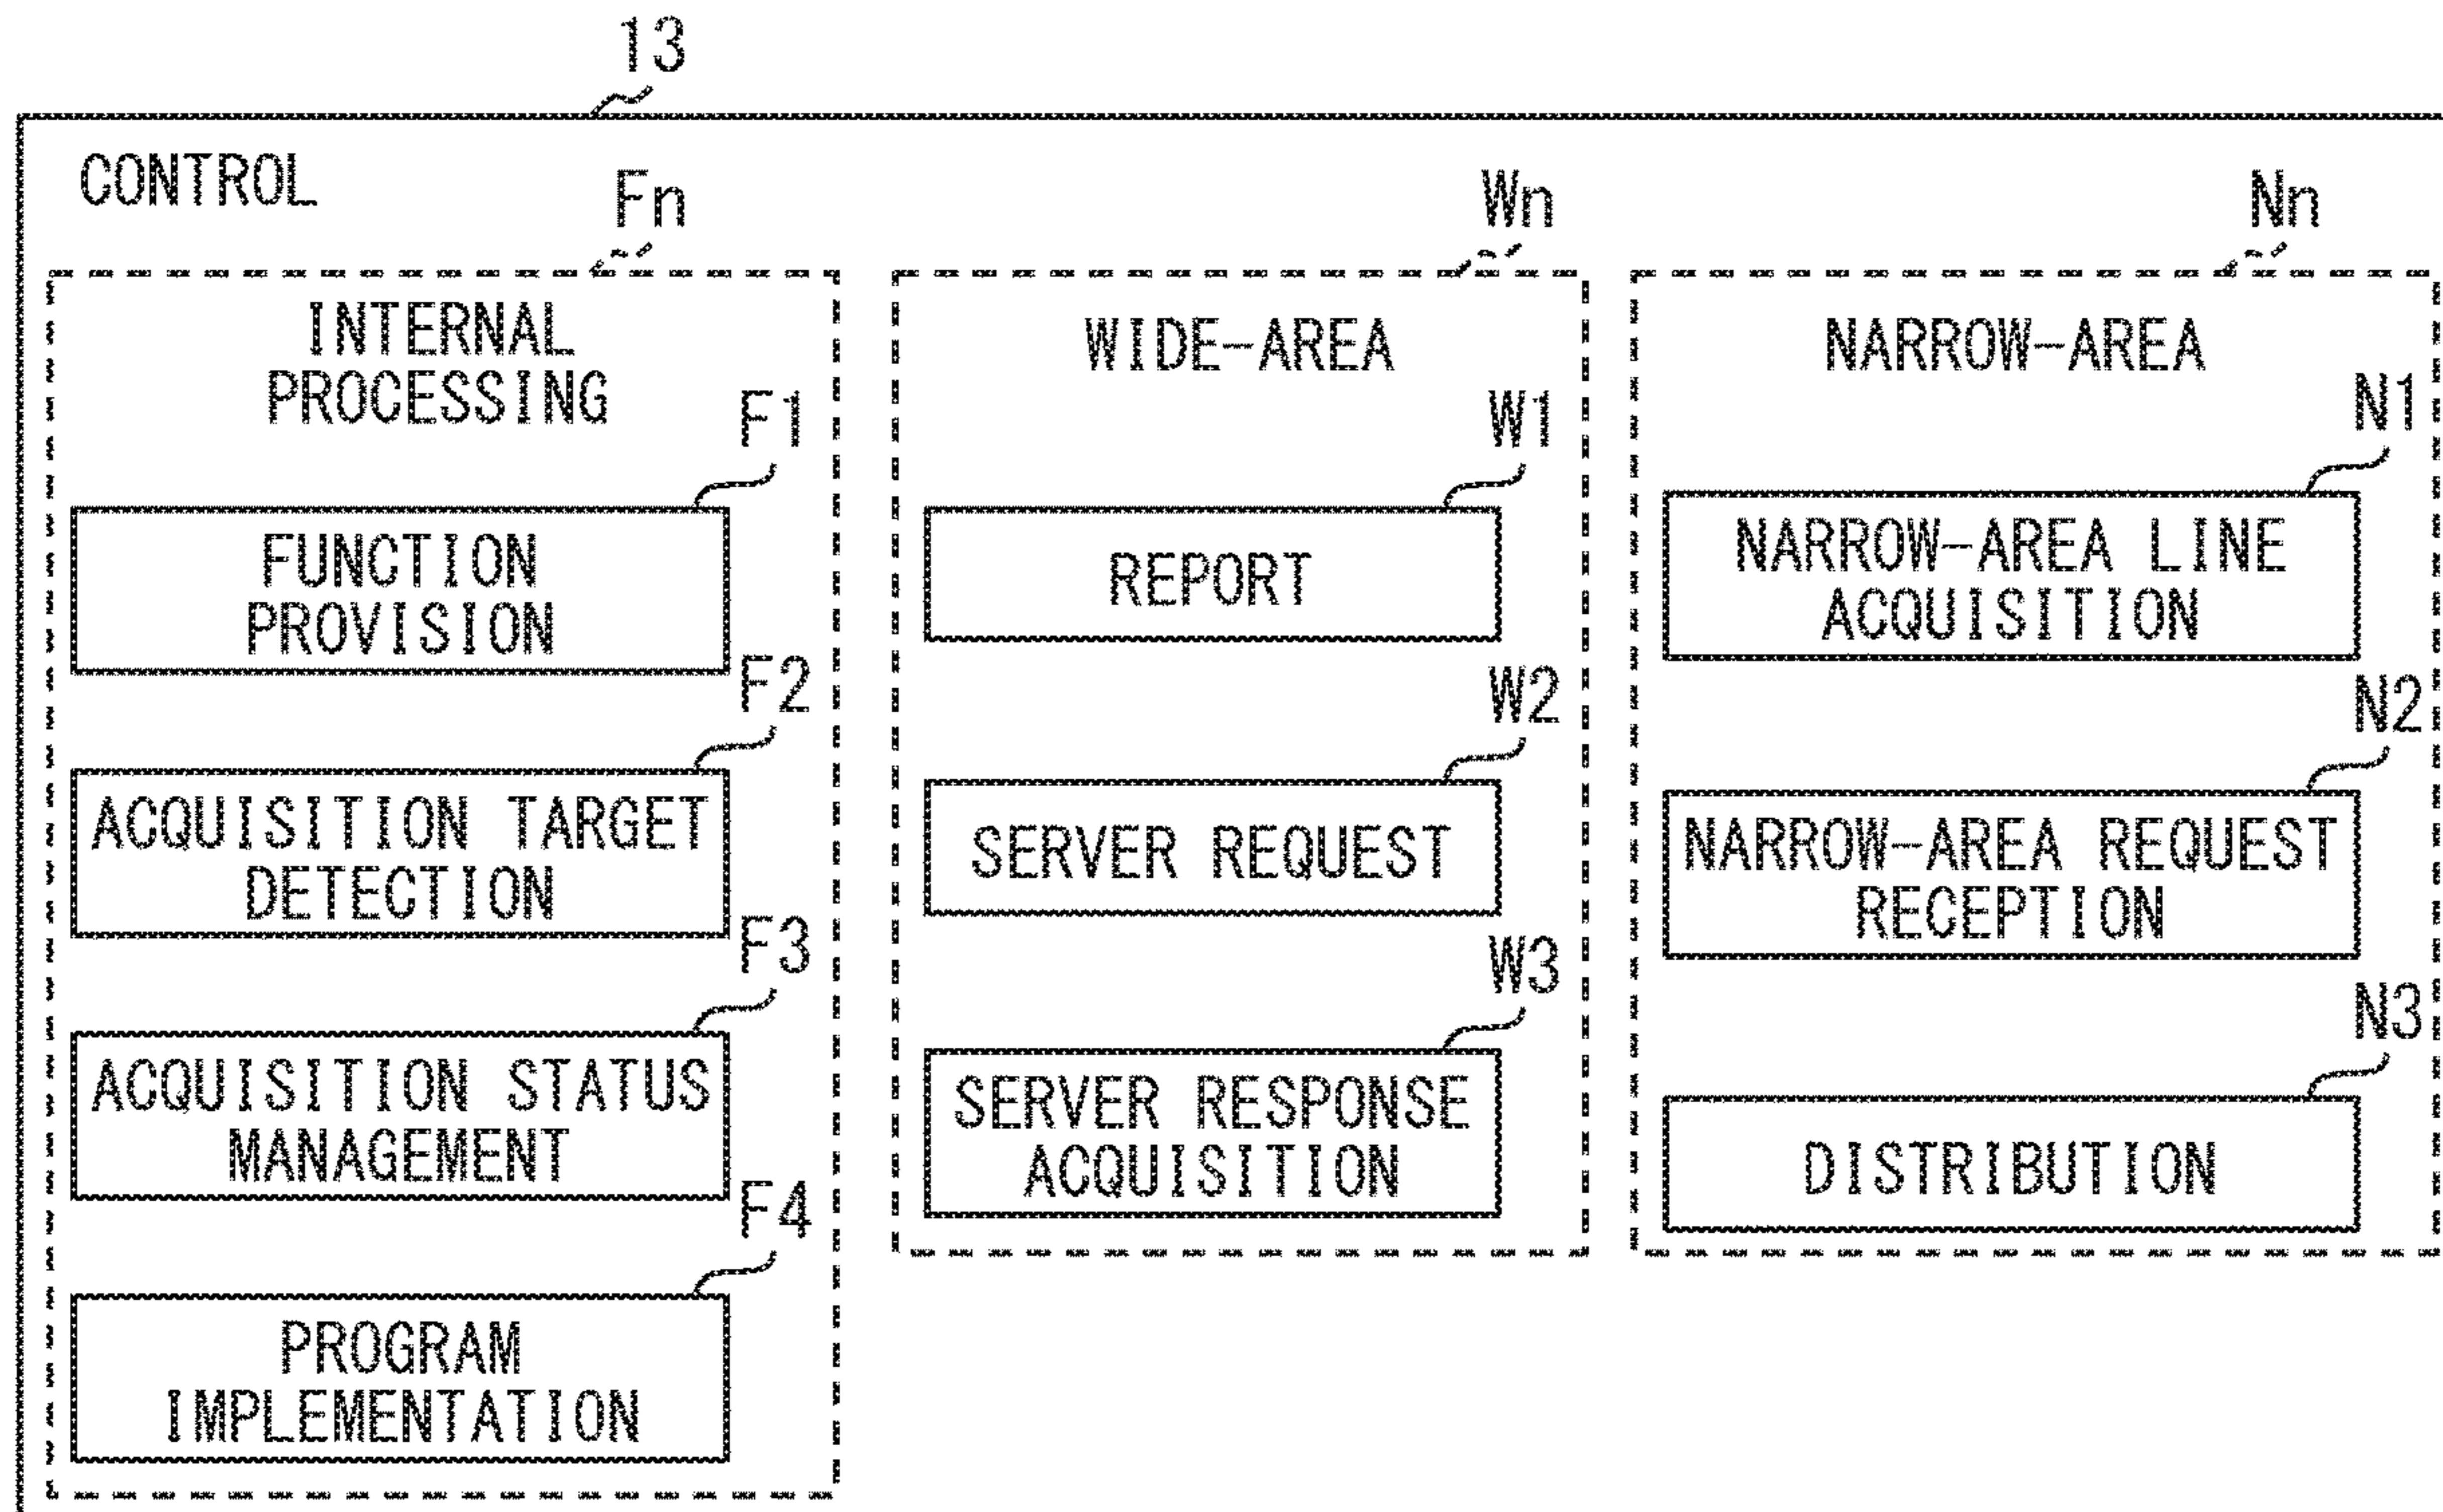 13
CONTROL
Fn
Wn
Nn
INTERNAL
PROCESSING
F1
FUNCTION
PROVISION
F2
ACQUISITION TARGET
DETECTION
F3
ACQUISITION STATUS
MANAGEMENT
F4
PROGRAM
IMPLEMENTATION
WIDE-AREA
W1
REPORT
W2
SERVER REQUEST
W3
SERVER RESPONSE
ACQUISITION
NARROW-AREA
N1
NARROW-AREA LINE
ACQUISITION
N2
NARROW-AREA REQUEST
RECEPTION
N3
DISTRIBUTION